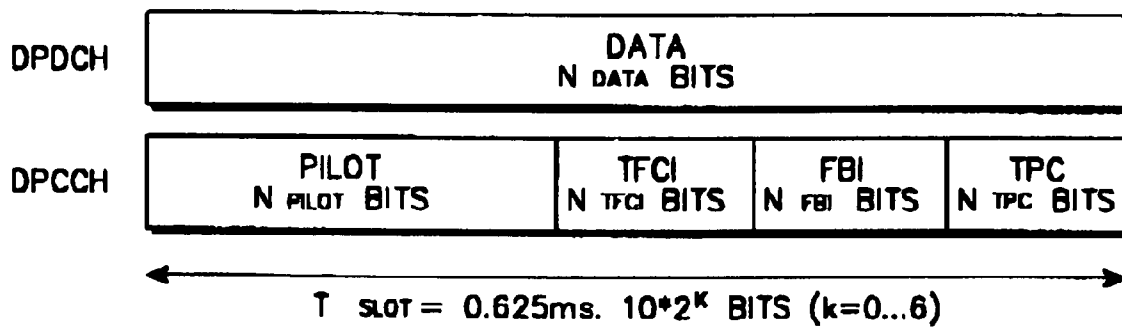 DPDCH
DATA
N DATA BITS
DPCCH
PILOT
N PILOT BITS
TFCI
N TFCI BITS
FBI
N FBI BITS
TPC
N TPC BITS
T SLOT = 0.625ms. 10*2^K BITS (k=0...6)